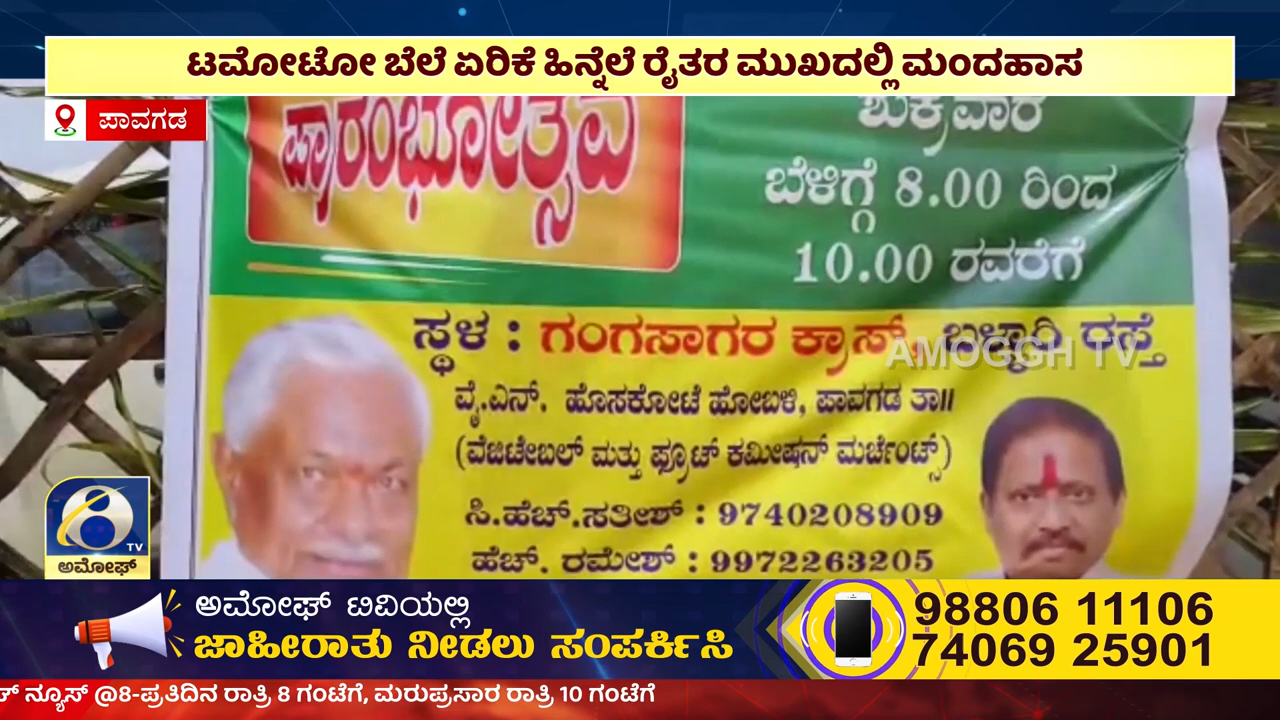 ಟಮೋಟೋ ಬೆಲೆ ಏರಿಕೆ ಹಿನ್ನೆಲೆ ರೈತರ ಮುಖದಲ್ಲಿ ಮಂದಹಾಸ
ಪಾವಗಡ
ಪ್ರಾರಂಭೋತ್ಸವ
ಶುಕ್ರವಾರ
ಬೆಳಿಗ್ಗೆ 8.00 ರಿಂದ
10.00 ರವರೆಗೆ
ಸ್ಥಳ : ಗಂಗಸಾಗರ ಕ್ರಾಸ್, ಬಳ್ಳಾರಿ ರಸ್ತೆ
AMOGGH TV
ವೈ.ಎನ್. ಹೊಸಕೋಟೆ ಹೋಬಳಿ, ಪಾವಗಡ ತಾ||
(ವೆಜಿಟೇಬಲ್ ಮತ್ತು ಫ್ರೂಟ್ ಕಮೀಷನ್ ಮರ್ಚೆಂಟ್ಸ್)
ಸಿ.ಹೆಚ್.ಸತೀಶ್ : 9740208909
ಹೆಚ್. ರಮೇಶ್ : 9972263205
TV
ಅಮೋಘ್
ಅಮೋಘ್ ಟಿವಿಯಲ್ಲಿ
ಜಾಹೀರಾತು ನೀಡಲು ಸಂಪರ್ಕಿಸಿ
98806 11106
74069 25901
ನ್ಯೂಸ್ @8-ಪ್ರತಿದಿನ ರಾತ್ರಿ 8 ಗಂಟೆಗೆ, ಮರುಪ್ರಸಾರ ರಾತ್ರಿ 10 ಗಂಟೆಗೆ